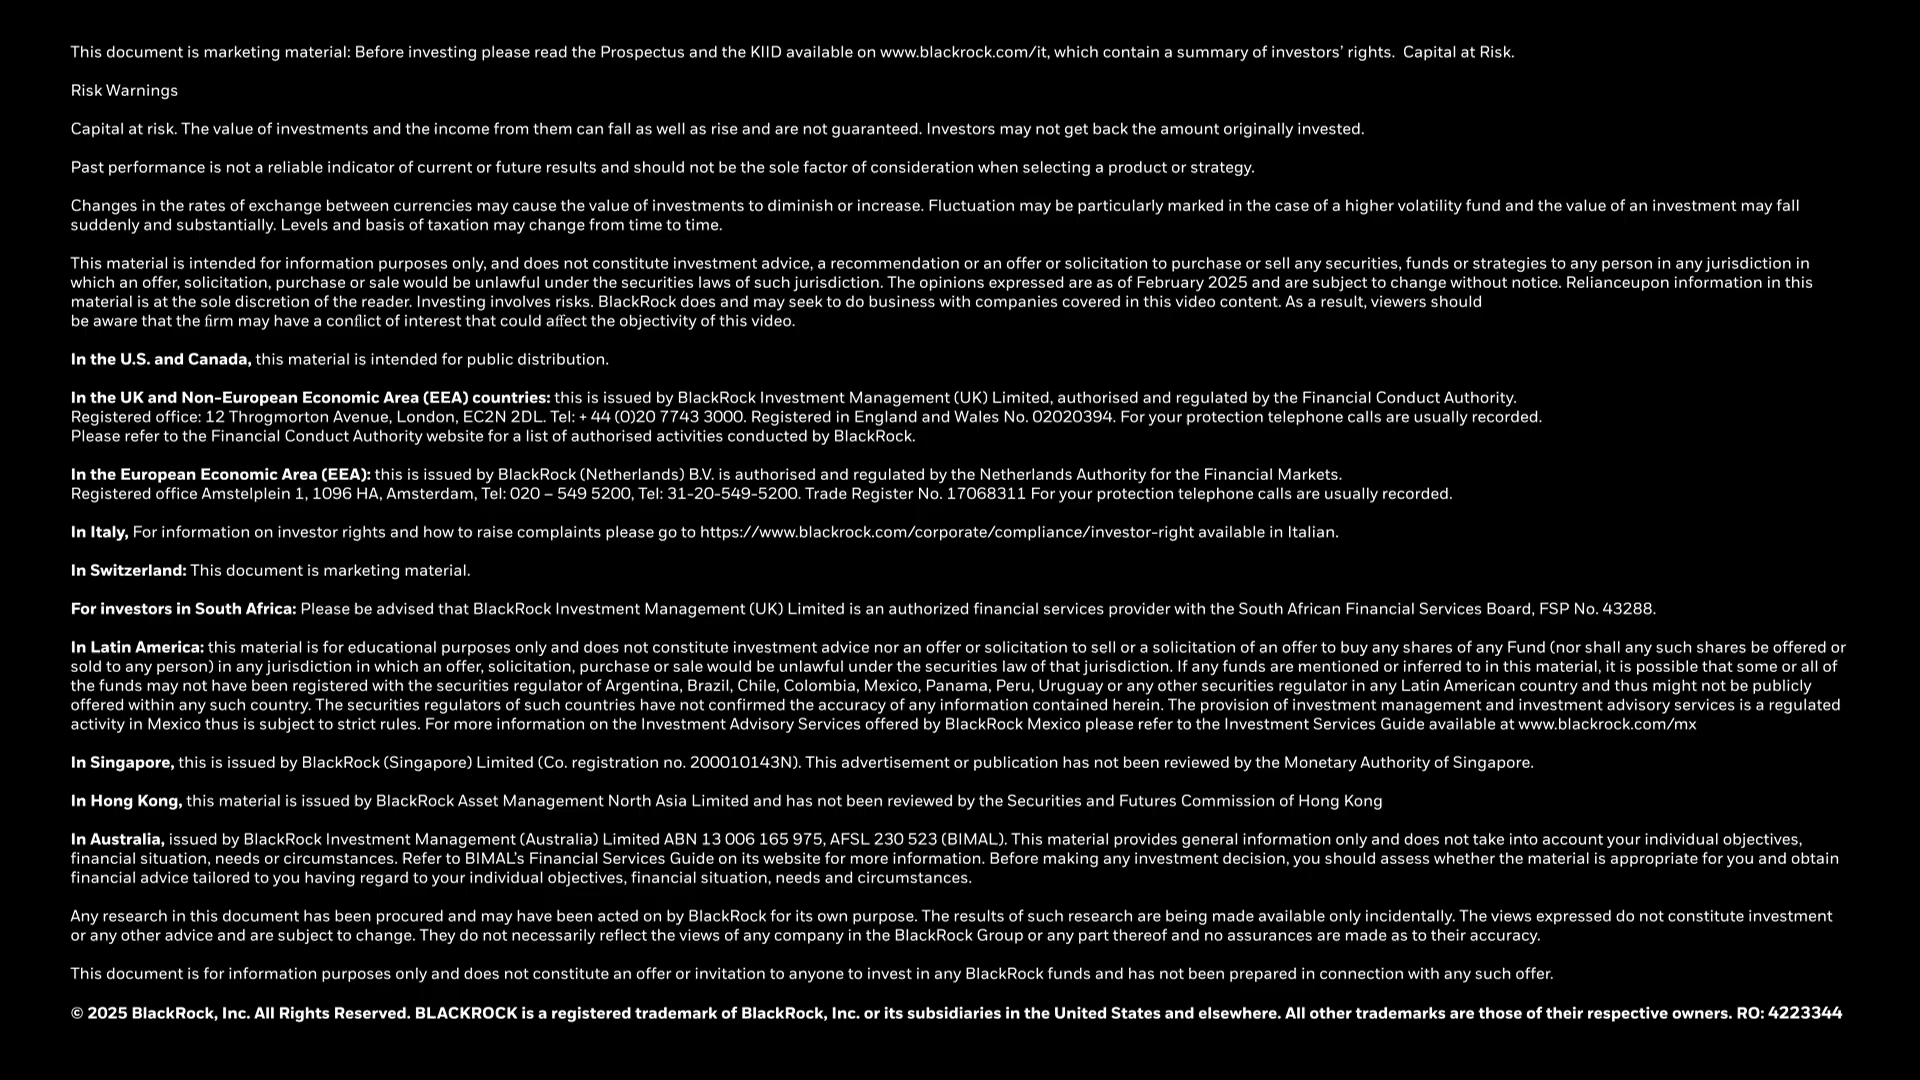 This document is marketing material: Before investing please read the Prospectus and the KIID available on www.blackrock.com/it, which contain a summary of investors’ rights.  Capital at Risk.
Risk Warnings
Capital at risk. The value of investments and the income from them can fall as well as rise and are not guaranteed. Investors may not get back the amount originally invested.
Past performance is not a reliable indicator of current or future results and should not be the sole factor of consideration when selecting a product or strategy.
Changes in the rates of exchange between currencies may cause the value of investments to diminish or increase. Fluctuation may be particularly marked in the case of a higher volatility fund and the value of an investment may fall
suddenly and substantially. Levels and basis of taxation may change from time to time.
This material is intended for information purposes only, and does not constitute investment advice, a recommendation or an offer or solicitation to purchase or sell any securities, funds or strategies to any person in any jurisdiction in
which an offer, solicitation, purchase or sale would be unlawful under the securities laws of such jurisdiction. The opinions expressed are as of February 2025 and are subject to change without notice. Relianceupon information in this
material is at the sole discretion of the reader. Investing involves risks. BlackRock does and may seek to do business with companies covered in this video content. As a result, viewers should
be aware that the firm may have a conflict of interest that could affect the objectivity of this video.
In the U.S. and Canada, this material is intended for public distribution.
In the UK and Non-European Economic Area (EEA) countries: this is issued by BlackRock Investment Management (UK) Limited, authorised and regulated by the Financial Conduct Authority.
Registered office: 12 Throgmorton Avenue, London, EC2N 2DL. Tel: + 44 (0)20 7743 3000. Registered in England and Wales No. 02020394. For your protection telephone calls are usually recorded.
Please refer to the Financial Conduct Authority website for a list of authorised activities conducted by BlackRock.
In the European Economic Area (EEA): this is issued by BlackRock (Netherlands) B.V. is authorised and regulated by the Netherlands Authority for the Financial Markets.
Registered office Amstelplein 1, 1096 HA, Amsterdam, Tel: 020 – 549 5200, Tel: 31-20-549-5200. Trade Register No. 17068311 For your protection telephone calls are usually recorded.
In Italy, For information on investor rights and how to raise complaints please go to https://www.blackrock.com/corporate/compliance/investor-right available in Italian.
In Switzerland: This document is marketing material.
For investors in South Africa: Please be advised that BlackRock Investment Management (UK) Limited is an authorized financial services provider with the South African Financial Services Board, FSP No. 43288.
In Latin America: this material is for educational purposes only and does not constitute investment advice nor an offer or solicitation to sell or a solicitation of an offer to buy any shares of any Fund (nor shall any such shares be offered or
sold to any person) in any jurisdiction in which an offer, solicitation, purchase or sale would be unlawful under the securities law of that jurisdiction. If any funds are mentioned or inferred to in this material, it is possible that some or all of
the funds may not have been registered with the securities regulator of Argentina, Brazil, Chile, Colombia, Mexico, Panama, Peru, Uruguay or any other securities regulator in any Latin American country and thus might not be publicly
offered within any such country. The securities regulators of such countries have not confirmed the accuracy of any information contained herein. The provision of investment management and investment advisory services is a regulated
activity in Mexico thus is subject to strict rules. For more information on the Investment Advisory Services offered by BlackRock Mexico please refer to the Investment Services Guide available at www.blackrock.com/mx
In Singapore, this is issued by BlackRock (Singapore) Limited (Co. registration no. 200010143N). This advertisement or publication has not been reviewed by the Monetary Authority of Singapore.
In Hong Kong, this material is issued by BlackRock Asset Management North Asia Limited and has not been reviewed by the Securities and Futures Commission of Hong Kong
In Australia, issued by BlackRock Investment Management (Australia) Limited ABN 13 006 165 975, AFSL 230 523 (BIMAL). This material provides general information only and does not take into account your individual objectives,
financial situation, needs or circumstances. Refer to BIMAL’s Financial Services Guide on its website for more information. Before making any investment decision, you should assess whether the material is appropriate for you and obtain
financial advice tailored to you having regard to your individual objectives, financial situation, needs and circumstances.
Any research in this document has been procured and may have been acted on by BlackRock for its own purpose. The results of such research are being made available only incidentally. The views expressed do not constitute investment
or any other advice and are subject to change. They do not necessarily reflect the views of any company in the BlackRock Group or any part thereof and no assurances are made as to their accuracy.
This document is for information purposes only and does not constitute an offer or invitation to anyone to invest in any BlackRock funds and has not been prepared in connection with any such offer.
© 2025 BlackRock, Inc. All Rights Reserved. BLACKROCK is a registered trademark of BlackRock, Inc. or its subsidiaries in the United States and elsewhere. All other trademarks are those of their respective owners. RO: 4223344